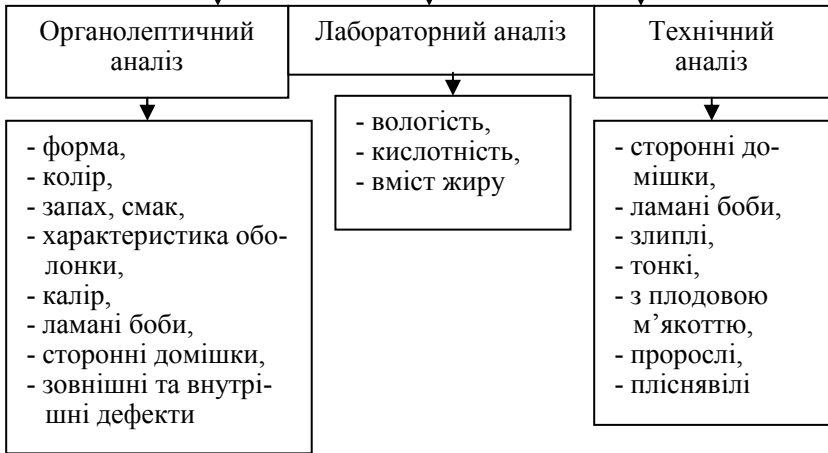 Органолептичний
аналіз
Лабораторний аналіз
Технічний
аналіз
- форма,
- колір,
- запах, смак,
- характеристика обо-
лонки,
- калір,
- ламані боби,
- сторонні домішки,
- зовнішні та внутрі-
шні дефекти
- вологість,
- кислотність,
- вміст жиру
- сторонні до-
мішки,
- ламані боби,
- злиплі,
- тонкі,
- з плодовою
м’якоттю,
- пророслі,
- пліснявілі